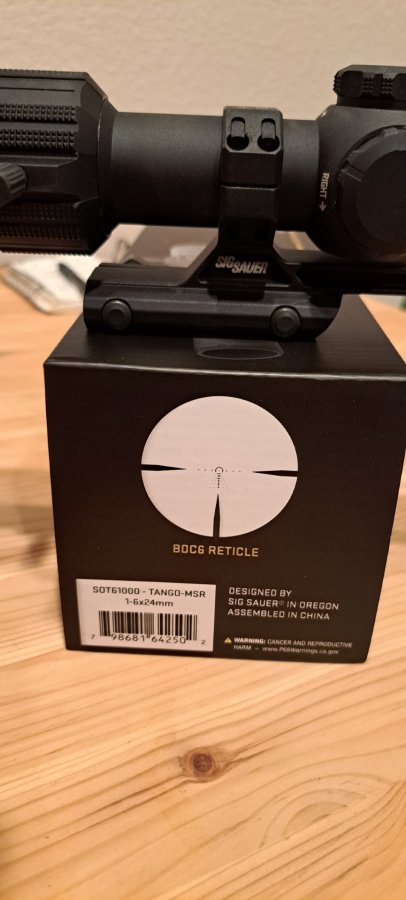 RIGHT →
SIG SAUER
BDC6 RETICLE
SOT61000 - TANGO-MSR
1-6x24mm
7 98681 64250 2
DESIGNED BY
SIG SAUER® IN OREGON
ASSEMBLED IN CHINA
⚠ WARNING: CANCER AND REPRODUCTIVE
HARM – www.P65Warnings.ca.gov